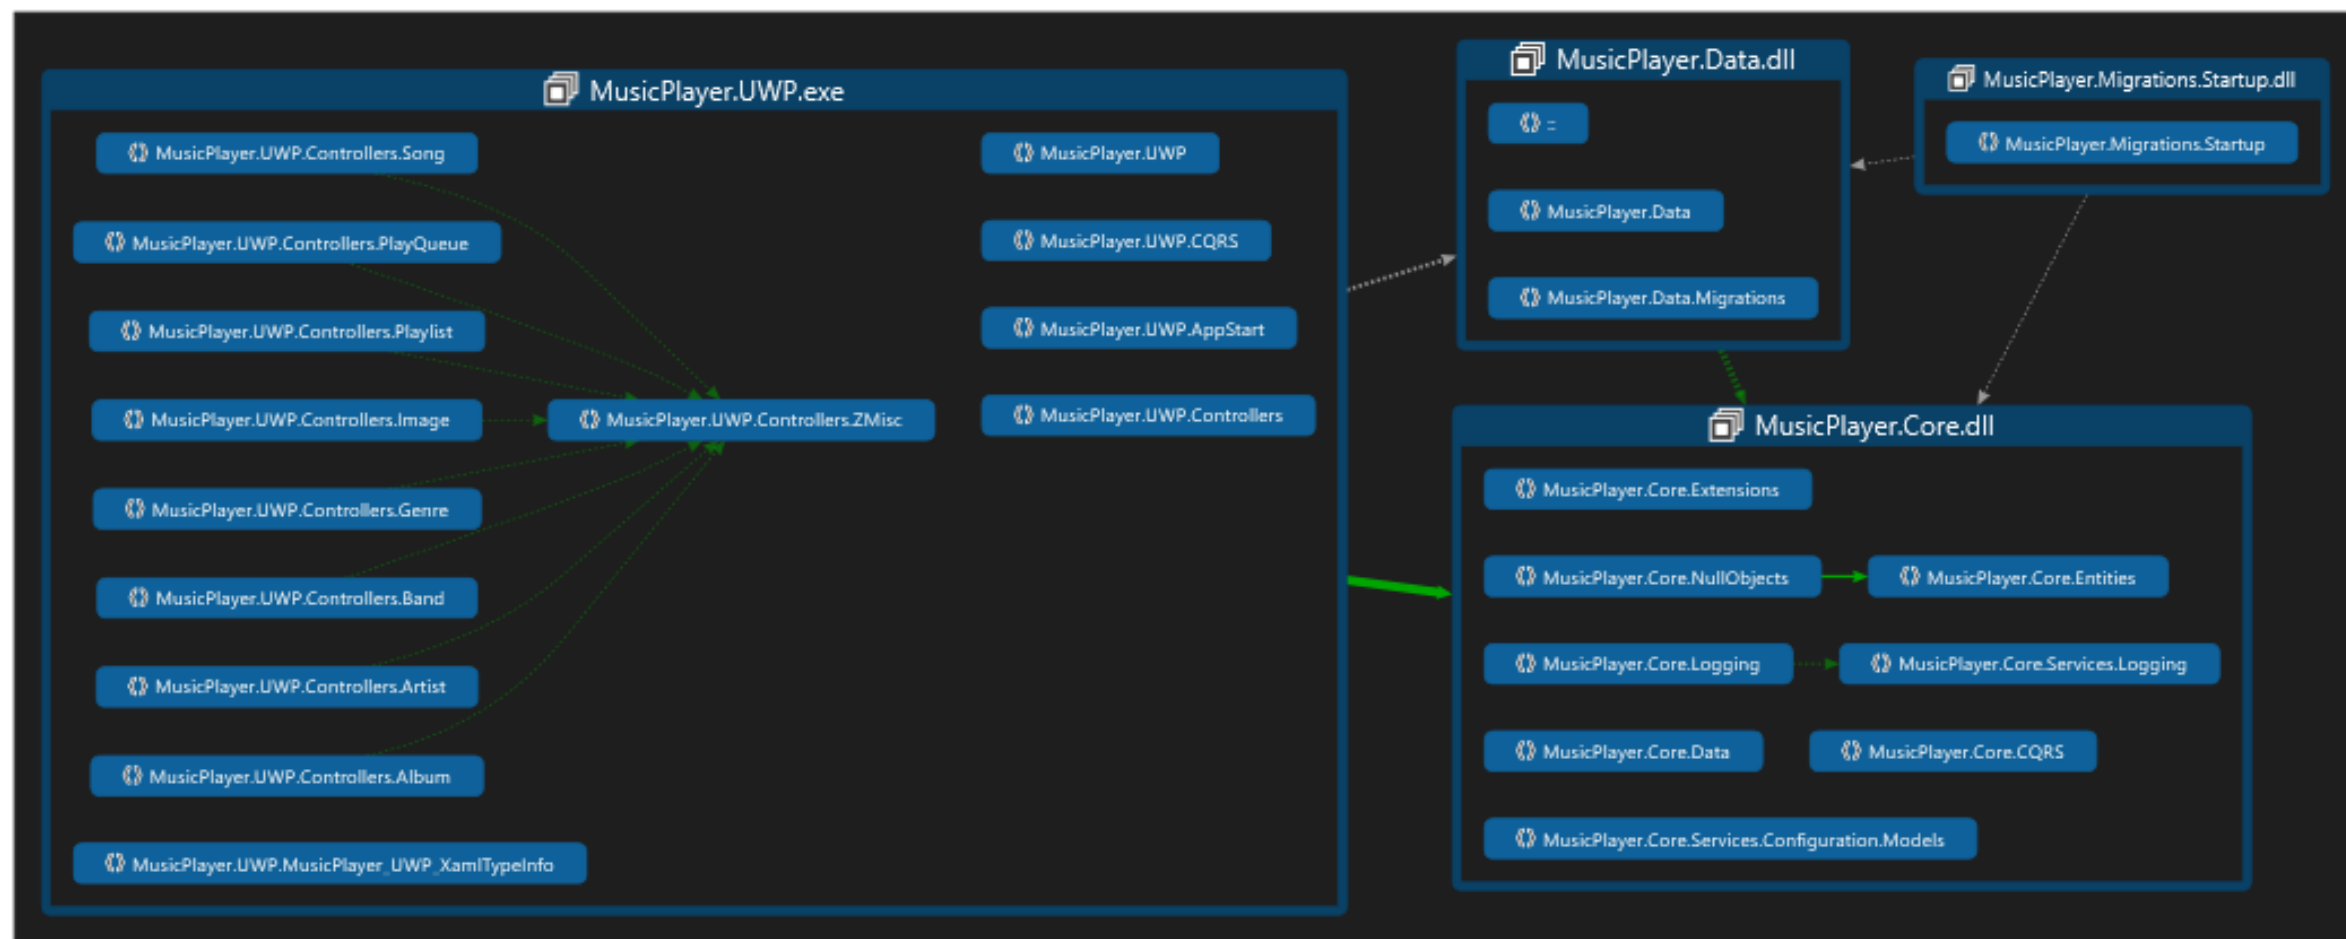 MusicPlayer.UWP.exe
MusicPlayer.UWP.Controllers.Song
MusicPlayer.UWP.Controllers.PlayQueue
MusicPlayer.UWP.Controllers.Playlist
MusicPlayer.UWP.Controllers.Image
MusicPlayer.UWP.Controllers.Genre
MusicPlayer.UWP.Controllers.Band
MusicPlayer.UWP.Controllers.Artist
MusicPlayer.UWP.Controllers.Album
MusicPlayer.UWP.MusicPlayer_UWP_XamlTypeInfo
MusicPlayer.UWP.Controllers.ZMisc
MusicPlayer.UWP
MusicPlayer.UWP.CQRS
MusicPlayer.UWP.AppStart
MusicPlayer.UWP.Controllers
MusicPlayer.Data.dll
=
MusicPlayer.Data
MusicPlayer.Data.Migrations
MusicPlayer.Migrations.Startup.dll
MusicPlayer.Migrations.Startup
MusicPlayer.Core.dll
MusicPlayer.Core.Extensions
MusicPlayer.Core.NullObjects
MusicPlayer.Core.Entities
MusicPlayer.Core.Logging
MusicPlayer.Core.Services.Logging
MusicPlayer.Core.Data
MusicPlayer.Core.CQRS
MusicPlayer.Core.Services.Configuration.Models